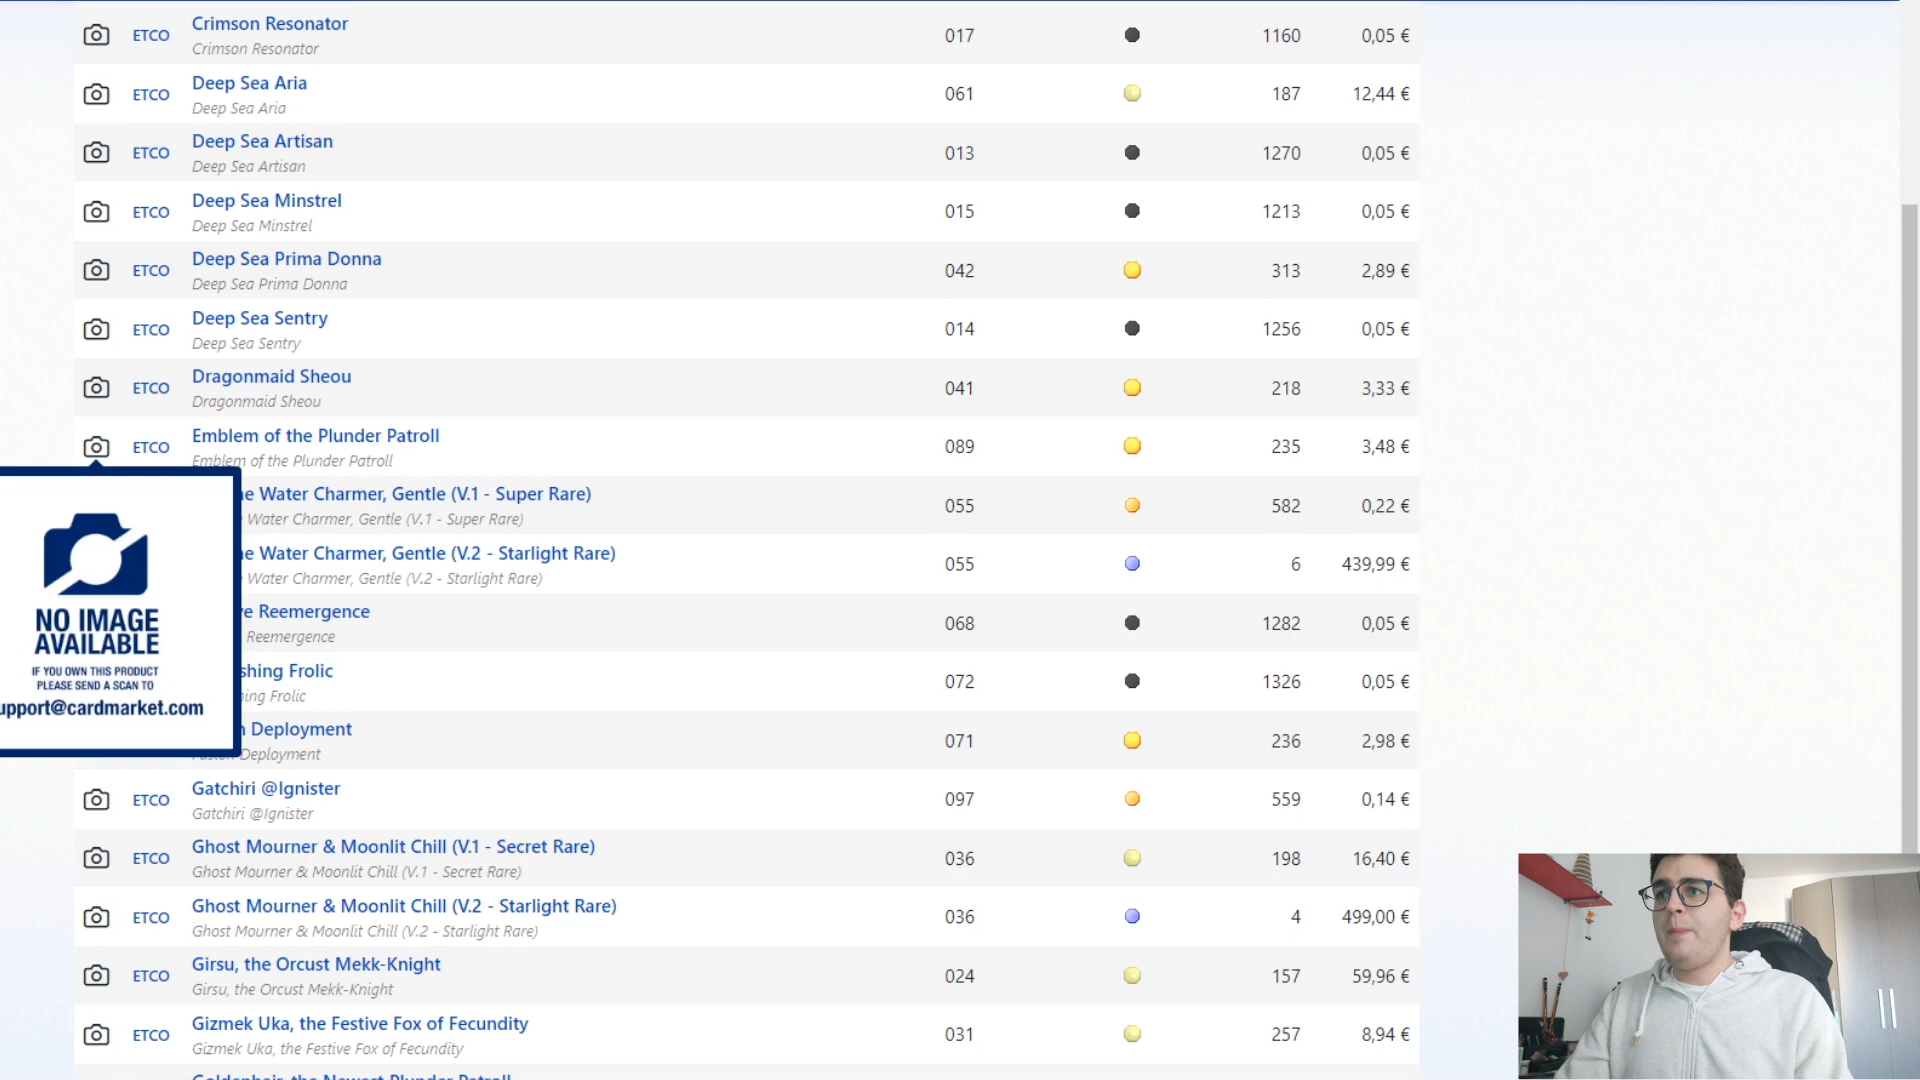 Crimson Resonator
ETCO 017 1160 0,05 €
Crimson Resonator
Deep Sea Aria
ETCO 061 187 12,44 €
Deep Sea Aria
Deep Sea Artisan
ETCO 013 1270 0,05 €
Deep Sea Artisan
Deep Sea Minstrel
ETCO 015 1213 0,05 €
Deep Sea Minstrel
Deep Sea Prima Donna
ETCO 042 313 2,89 €
Deep Sea Prima Donna
Deep Sea Sentry
ETCO 014 1256 0,05 €
Deep Sea Sentry
Dragonmaid Sheou
ETCO 041 218 3,33 €
Dragonmaid Sheou
Emblem of the Plunder Patroll
ETCO 089 235 3,48 €
Emblem of the Plunder Patroll
Water Charmer, Gentle (V.1 - Super Rare)
055 582 0,22 €
Water Charmer, Gentle (V.1 - Super Rare)
Water Charmer, Gentle (V.2 - Starlight Rare)
055 6 439,99 €
Water Charmer, Gentle (V.2 - Starlight Rare)
Reemergence
068 1282 0,05 €
Reemergence
shing Frolic
072 1326 0,05 €
ing Frolic
Deployment
071 236 2,98 €
Deployment
NO IMAGE
AVAILABLE
IF YOU OWN THIS PRODUCT
PLEASE SEND A SCAN TO
upport@cardmarket.com
Gatchiri @Ignister
ETCO 097 559 0,14 €
Gatchiri @Ignister
Ghost Mourner & Moonlit Chill (V.1 - Secret Rare)
ETCO 036 198 16,40 €
Ghost Mourner & Moonlit Chill (V.1 - Secret Rare)
Ghost Mourner & Moonlit Chill (V.2 - Starlight Rare)
ETCO 036 4 499,00 €
Ghost Mourner & Moonlit Chill (V.2 - Starlight Rare)
Girsu, the Orcust Mekk-Knight
ETCO 024 157 59,96 €
Girsu, the Orcust Mekk-Knight
Gizmek Uka, the Festive Fox of Fecundity
ETCO 031 257 8,94 €
Gizmek Uka, the Festive Fox of Fecundity